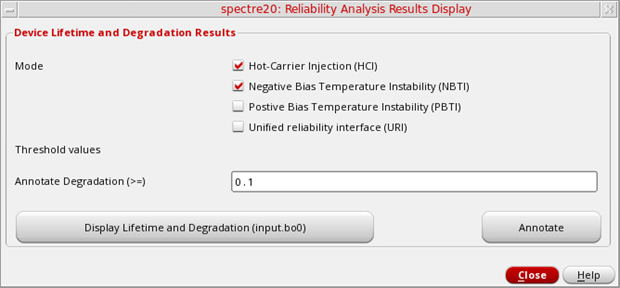 spectre20: Reliability Analysis Results Display
Device Lifetime and Degradation Results
Mode
Hot-Carrier Injection (HCI)
Negative Bias Temperature Instability (NBTI)
Postive Bias Temperature Instability (PBTI)
Unified reliability interface (URI)
Threshold values
Annotate Degradation (>=)
0.1
Display Lifetime and Degradation (input.bo0)
Annotate
Close
Help